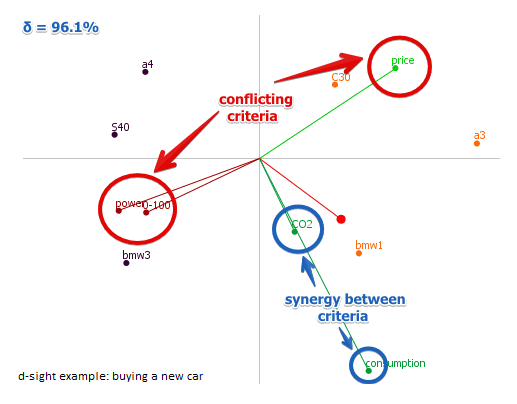 δ = 96.1%
price
a4
C30
conflicting
criteria
S40
a3
power
0-100
CO2
bmw1
bmw3
synergy between
criteria
consumption
d-sight example: buying a new car